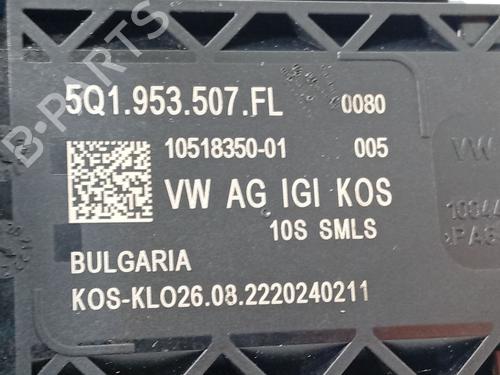 5Q1.953.507.FL 0080
10518350-01 005
VW AG IGI KOS
10S SMLS
BULGARIA
KOS-KLO26.08.2220240211
VW
B-PARTS